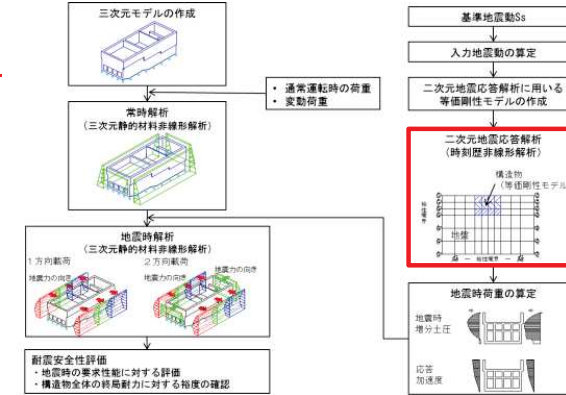 三次元モデルの作成
・ 通常運転時の荷重
・ 変動荷重
常時解析
（三次元静的材料非線形解析）
地震時解析
（三次元静的材料非線形解析）
１方向載荷
２方向載荷
地震力の向き
地震力の向き
地震力の向き
耐震安全性評価
・地震時の要求性能に対する評価
・構造物全体の終局耐力に対する裕度の確認
基準地震動Ss
入力地震動の算定
二次元地震応答解析に用いる
等価剛性モデルの作成
二次元地震応答解析
（時刻歴非線形解析）
構造物
（等価剛性モデル
地盤
粘性境界
粘性境界
地震時荷重の算定
地震時
増分土圧
応答
加速度